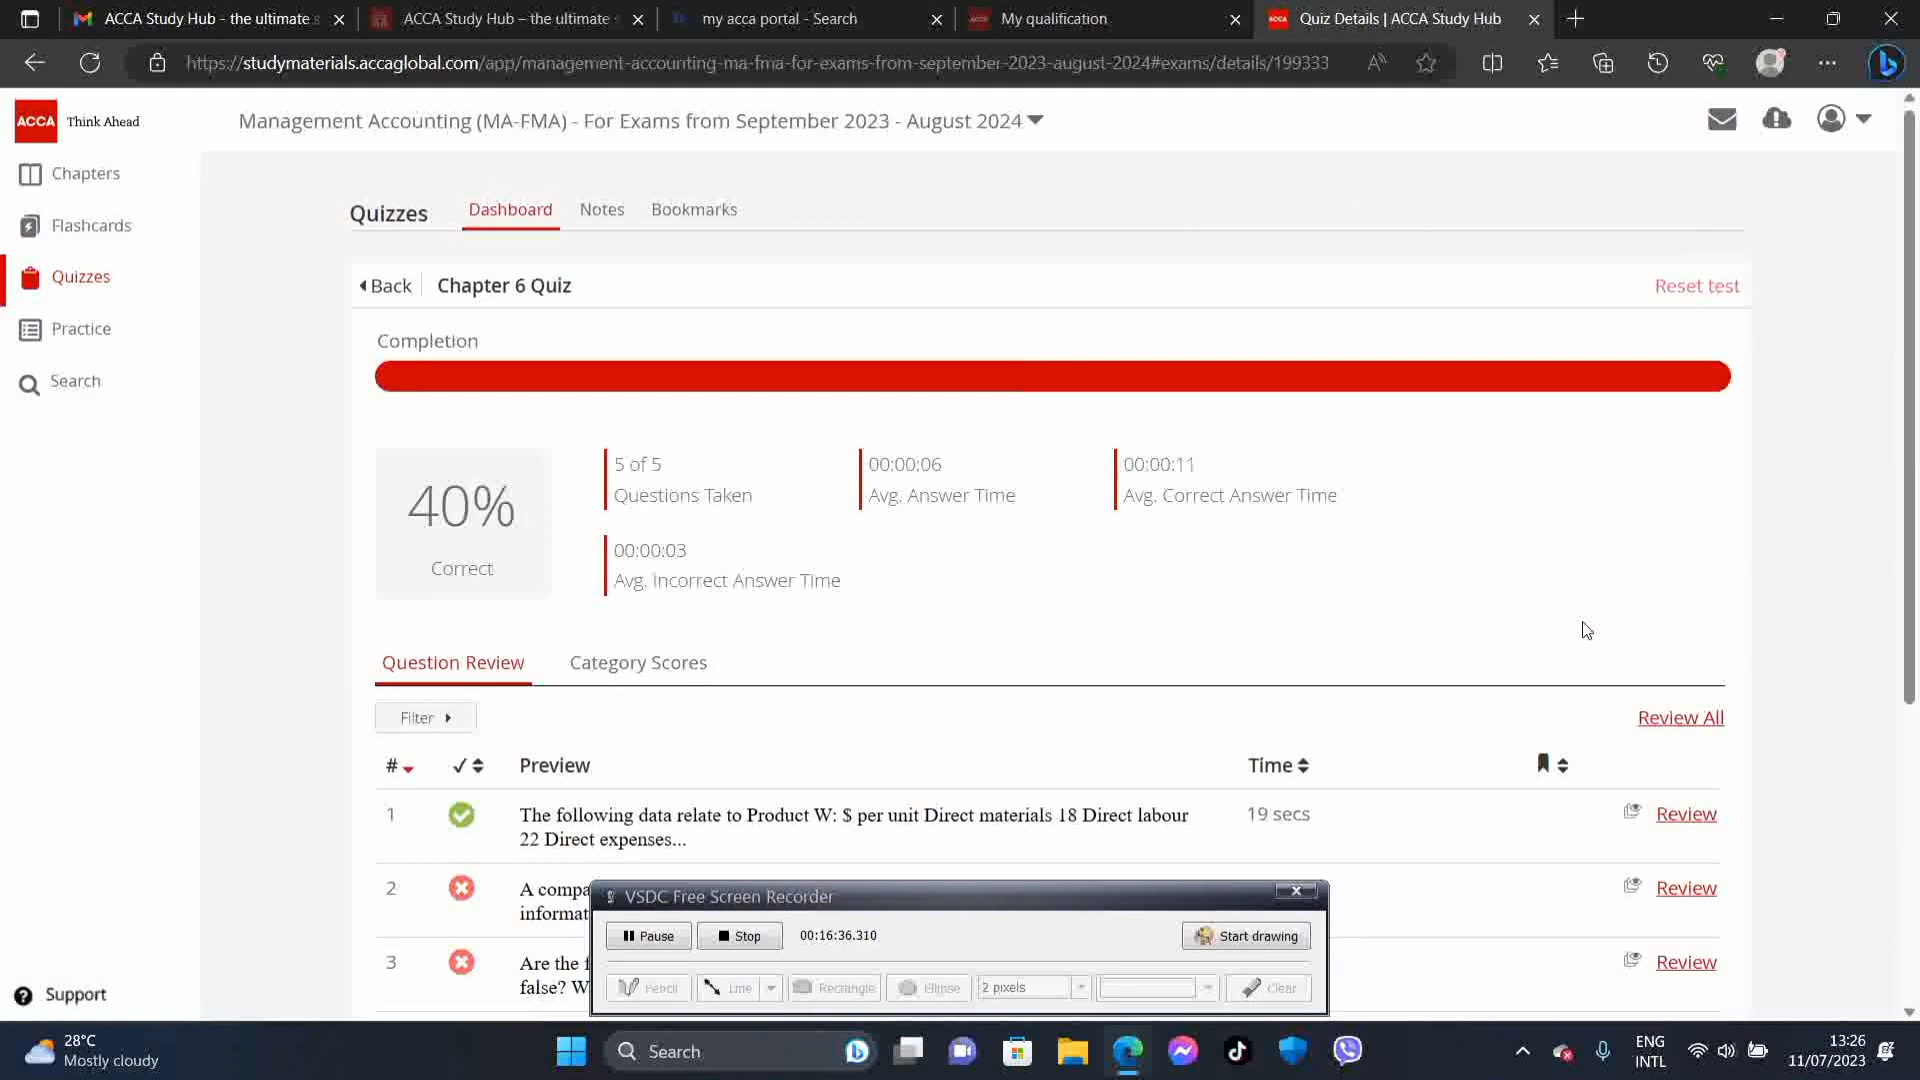 ACCA Study Hub - the ultimate s
ACCA Study Hub – the ultimate
my acca portal - Search
My qualification
Quiz Details | ACCA Study Hub
https://studymaterials.accaglobal.com/app/management-accounting-ma-fma-for-exams-from-september-2023-august-2024#exams/details/199333
ACCA Think Ahead
Management Accounting (MA-FMA) - For Exams from September 2023 - August 2024
Chapters
Flashcards
Quizzes
Practice
Search
Support
Quizzes Dashboard Notes Bookmarks
Back Chapter 6 Quiz Reset test
Completion
40%
Correct
5 of 5
Questions Taken
00:00:06
Avg. Answer Time
00:00:11
Avg. Correct Answer Time
00:00:03
Avg. Incorrect Answer Time
Question Review Category Scores
Filter Review All
# Preview Time
1 The following data relate to Product W: $ per unit Direct materials 18 Direct labour 19 secs Review
22 Direct expenses...
2 A compa Review
informat
3 Are the f Review
false? W
VSDC Free Screen Recorder
Pause Stop 00:16:36.310 Start drawing
Pencil Line Rectangle Ellipse 2 pixels Clear
28°C
Mostly cloudy
Search
ENG
INTL
13:26
11/07/2023